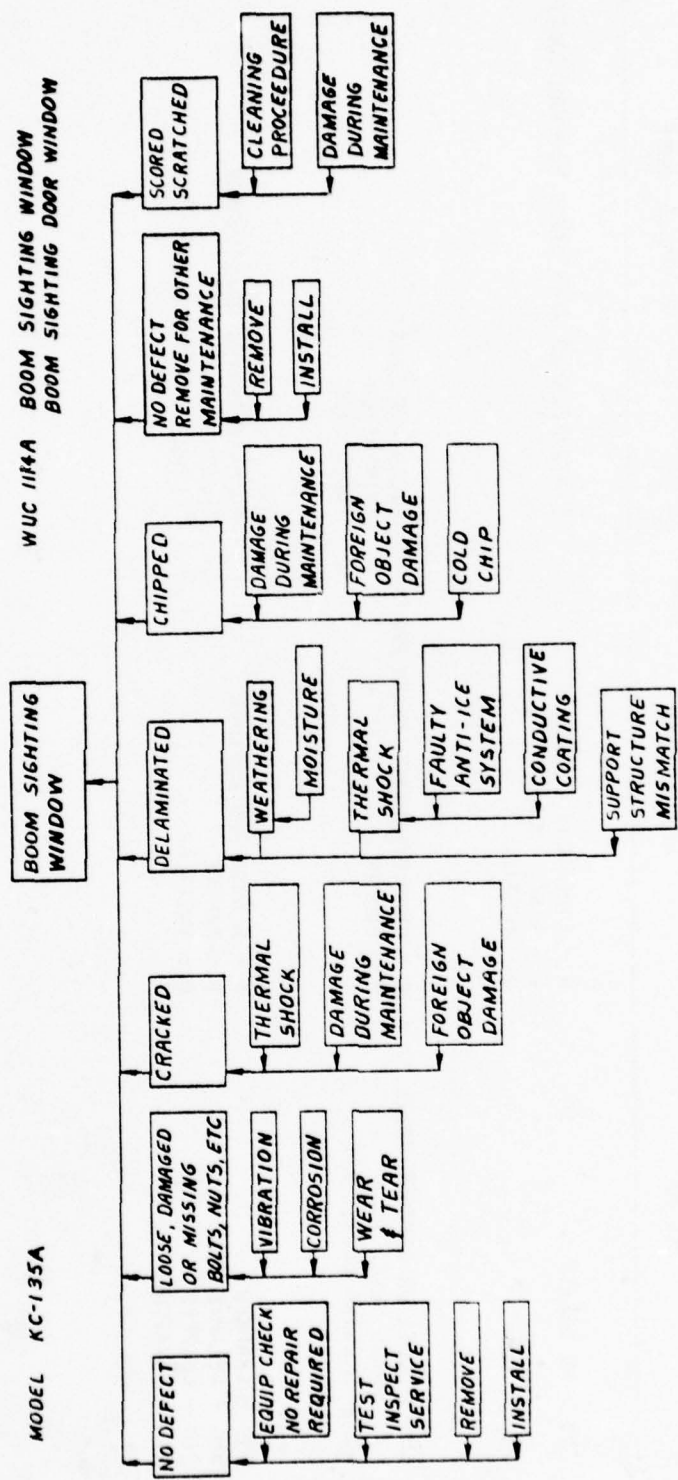 MODEL KC-135A
WUC 1114A BOOM SIGHTING WINDOW
BOOM SIGHTING DOOR WINDOW
BOOM SIGHTING
WINDOW
NO DEFECT
EQUIP CHECK
NO REPAIR
REQUIRED
TEST
INSPECT
SERVICE
REMOVE
INSTALL
LOOSE, DAMAGED
OR MISSING
BOLTS, NUTS, ETC
VIBRATION
CORROSION
WEAR
& TEAR
CRACKED
THERMAL
SHOCK
DAMAGE
DURING
MAINTENANCE
FOREIGN
OBJECT
DAMAGE
DELAMINATED
WEATHERING
MOISTURE
THERMAL
SHOCK
FAULTY
ANTI-ICE
SYSTEM
CONDUCTIVE
COATING
SUPPORT
STRUCTURE
MISMATCH
CHIPPED
DAMAGE
DURING
MAINTENANCE
FOREIGN
OBJECT
DAMAGE
COLD
CHIP
NO DEFECT
REMOVE FOR OTHER
MAINTENANCE
REMOVE
INSTALL
SCORED
SCRATCHED
CLEANING
PROCEEDURE
DAMAGE
DURING
MAINTENANCE